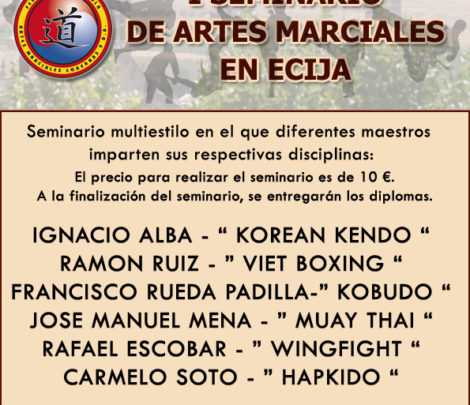 I SEMINARIO
DE ARTES MARCIALES
EN ECIJA
道
Seminario multiestilo en el que diferentes maestros
imparten sus respectivas disciplinas:
El precio para realizar el seminario es de 10 €.
A la finalización del seminario, se entregarán los diplomas.
IGNACIO ALBA - “ KOREAN KENDO “
RAMON RUIZ - ” VIET BOXING “
FRANCISCO RUEDA PADILLA-” KOBUDO “
JOSE MANUEL MENA - ” MUAY THAI “
RAFAEL ESCOBAR - ” WINGFIGHT “
CARMELO SOTO - ” HAPKIDO “